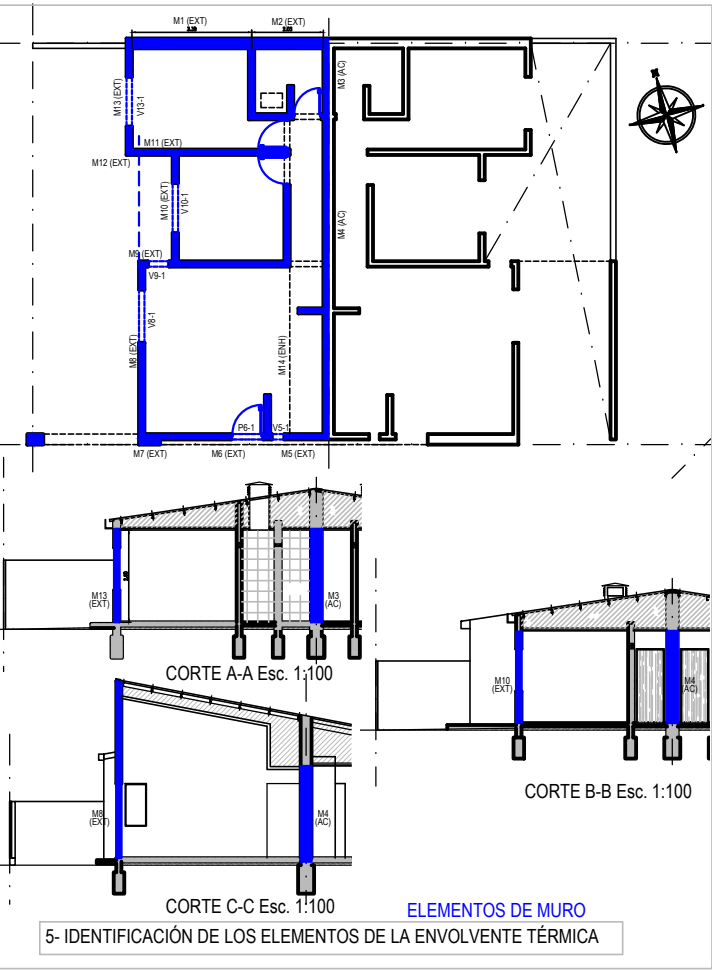 M1 (EXT)
3.30
M2 (EXT)
2.05
M13 (EXT)
V13-1
M3 (AC)
M11 (EXT)
M12 (EXT)
M10 (EXT)
V10-1
M4 (AC)
M9 (EXT)
V9-1
V8-1
M8 (EXT)
M14 (ENH)
P6-1
V5-1
M7 (EXT)
M6 (EXT)
M5 (EXT)
M13
(EXT)
M3
(AC)
CORTE A-A Esc. 1:100
M10
(EXT)
M4
(AC)
CORTE B-B Esc. 1:100
M8
(EXT)
M4
(AC)
CORTE C-C Esc. 1:100
ELEMENTOS DE MURO
5- IDENTIFICACIÓN DE LOS ELEMENTOS DE LA ENVOLVENTE TÉRMICA